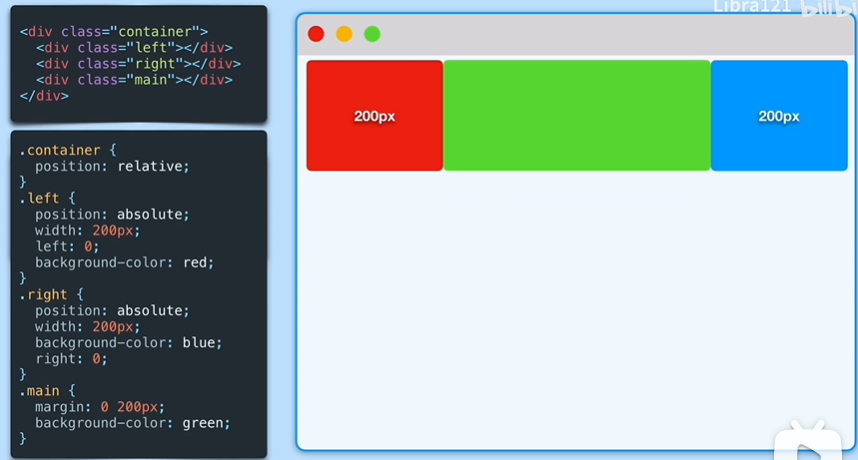 Libra121 bilibi
<div class="container">
  <div class="left"></div>
  <div class="right"></div>
  <div class="main"></div>
</div>
200px
200px
.container {
  position: relative;
}
.left {
  position: absolute;
  width: 200px;
  left: 0;
  background-color: red;
}
.right {
  position: absolute;
  width: 200px;
  background-color: blue;
  right: 0;
}
.main {
  margin: 0 200px;
  background-color: green;
}